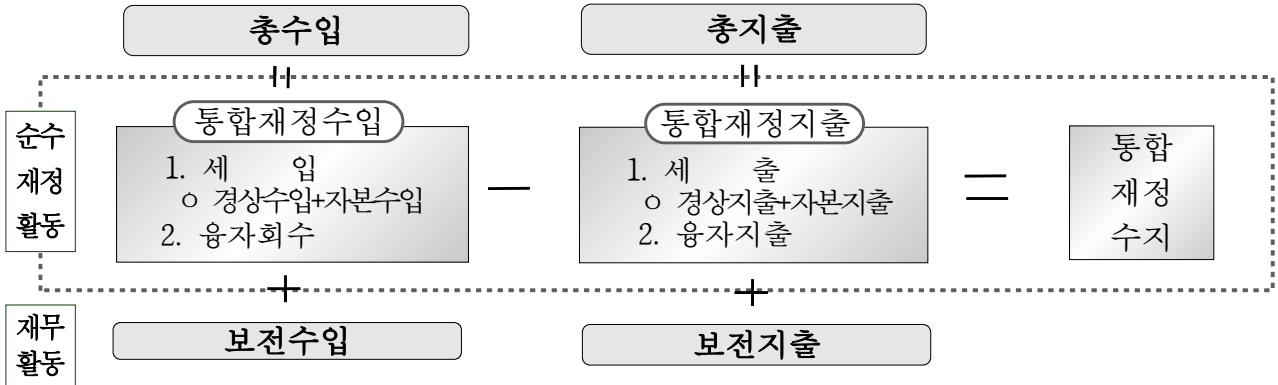 총수입
총지출
||
||
순수
재정
활동
통합재정수입
1. 세 입
ㅇ 경상수입+자본수입
2. 융자회수
—
통합재정지출
1. 세 출
ㅇ 경상지출+자본지출
2. 융자지출
=
통합
재정
수지
+
+
재무
활동
보전수입
보전지출